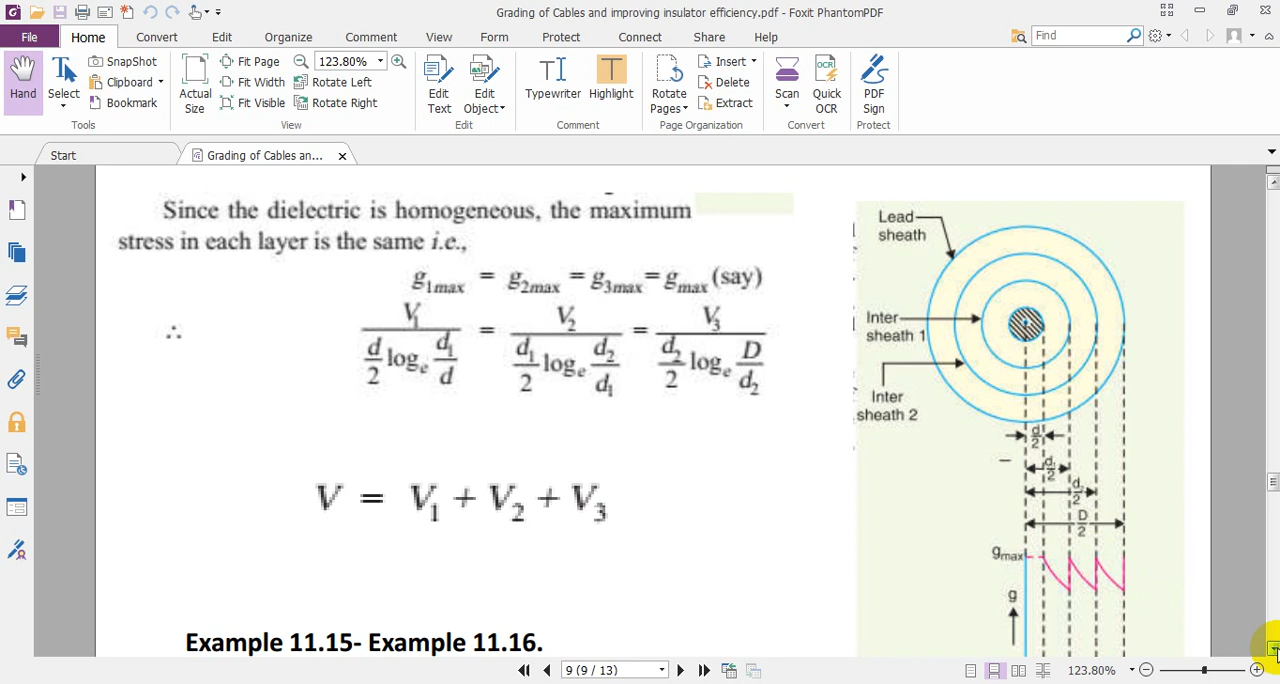 Grading of Cables and improving insulator efficiency.pdf - Foxit PhantomPDF
File Home Convert Edit Organize Comment View Form Protect Connect Share Help Find
Hand
Select
SnapShot
Clipboard
Bookmark
Tools
Actual Size
Fit Page
Fit Width
Fit Visible
123.80%
Rotate Left
Rotate Right
View
Edit Text
Edit Object
Edit
Typewriter
Highlight
Comment
Rotate Pages
Insert
Delete
Extract
Page Organization
Scan
Quick OCR
Convert
PDF Sign
Protect
Start
Grading of Cables an...
Since the dielectric is homogeneous, the maximum
stress in each layer is the same i.e.,
g1max = g2max = g3max = gmax (say)
∴ V1 / (d/2 loge d1/d) = V2 / (d1/2 loge d2/d1) = V3 / (d2/2 loge D/d2)
V = V1 + V2 + V3
Example 11.15- Example 11.16.
Lead
sheath
Inter
sheath 1
Inter
sheath 2
d/2
d1/2
d2/2
D/2
gmax
g
9 (9 / 13)
123.80%